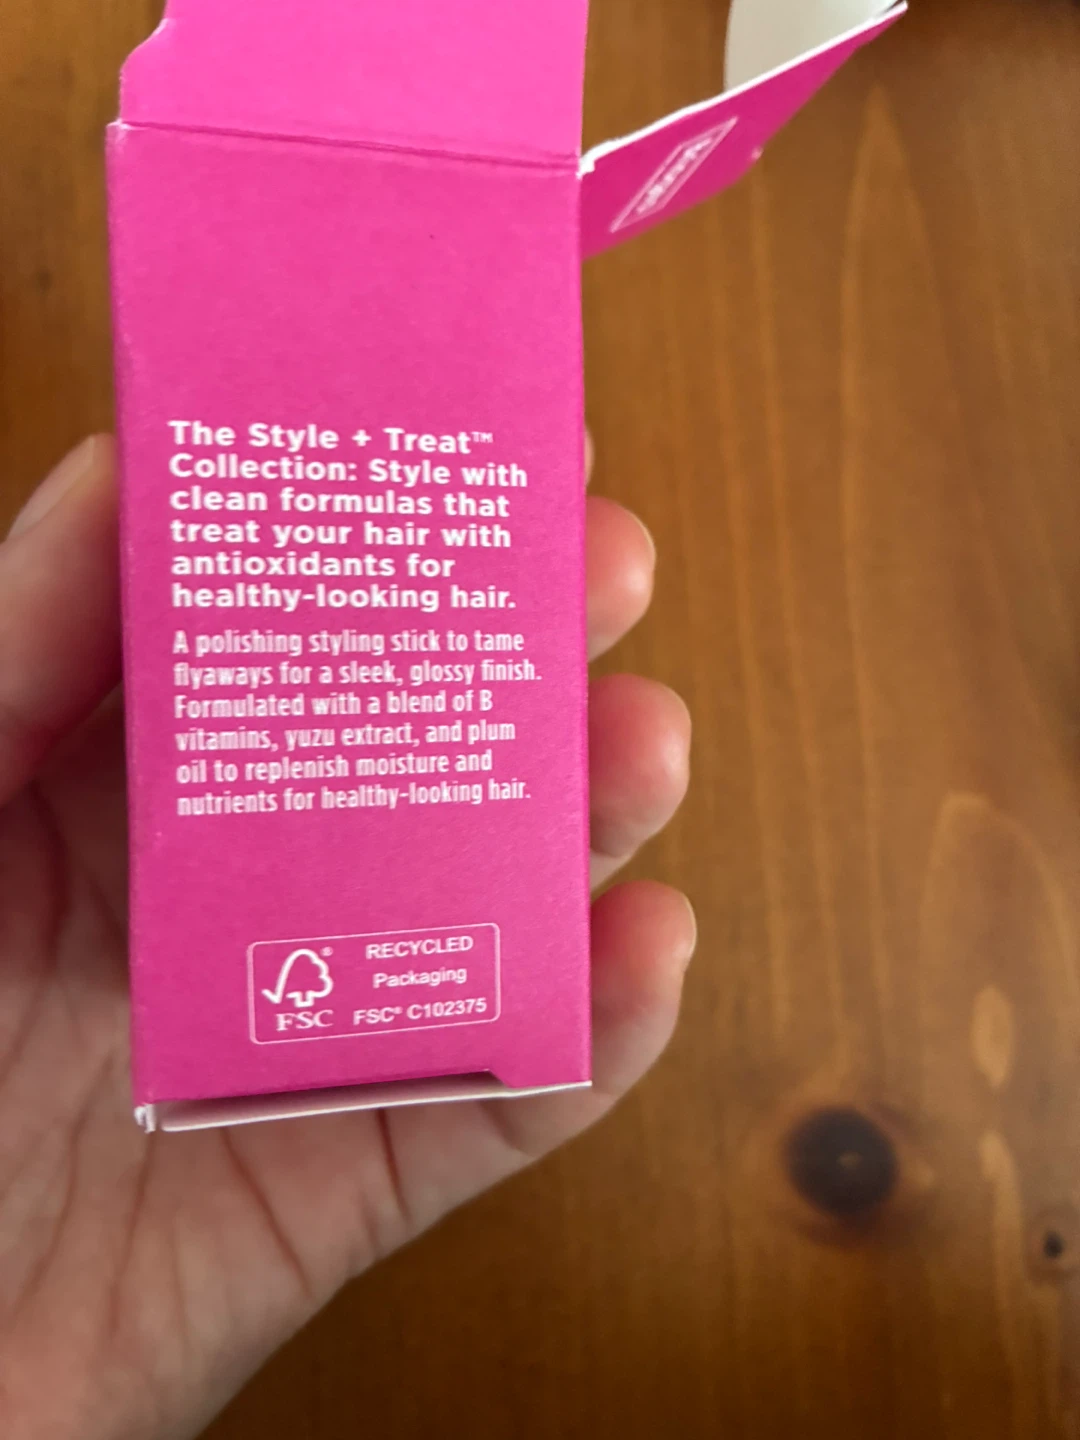 The Style + Treat™
Collection: Style with
clean formulas that
treat your hair with
antioxidants for
healthy-looking hair.
A polishing styling stick to tame
flyaways for a sleek, glossy finish.
Formulated with a blend of B
vitamins, yuzu extract, and plum
oil to replenish moisture and
nutrients for healthy-looking hair.
® RECYCLED
Packaging
FSC FSC® C102375